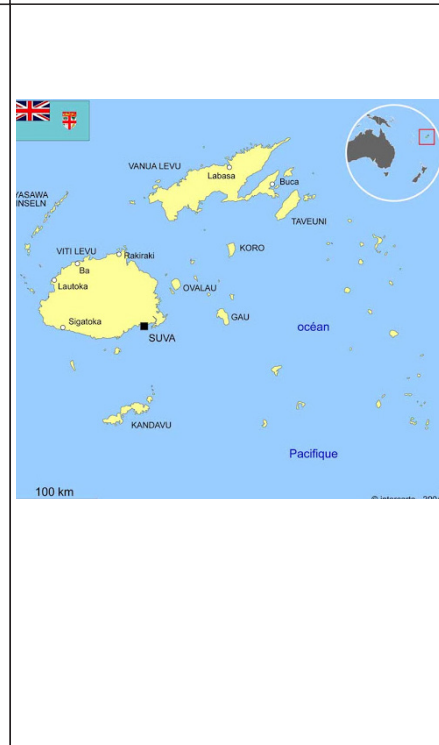 VANUA LEVU
Labasa
Buca
YASAWA
INSELN
TAVEUNI
KORO
VITI LEVU
Rakiraki
Ba
Lautoka
OVALAU
GAU
Sigatoka
océan
SUVA
KANDAVU
Pacifique
100 km